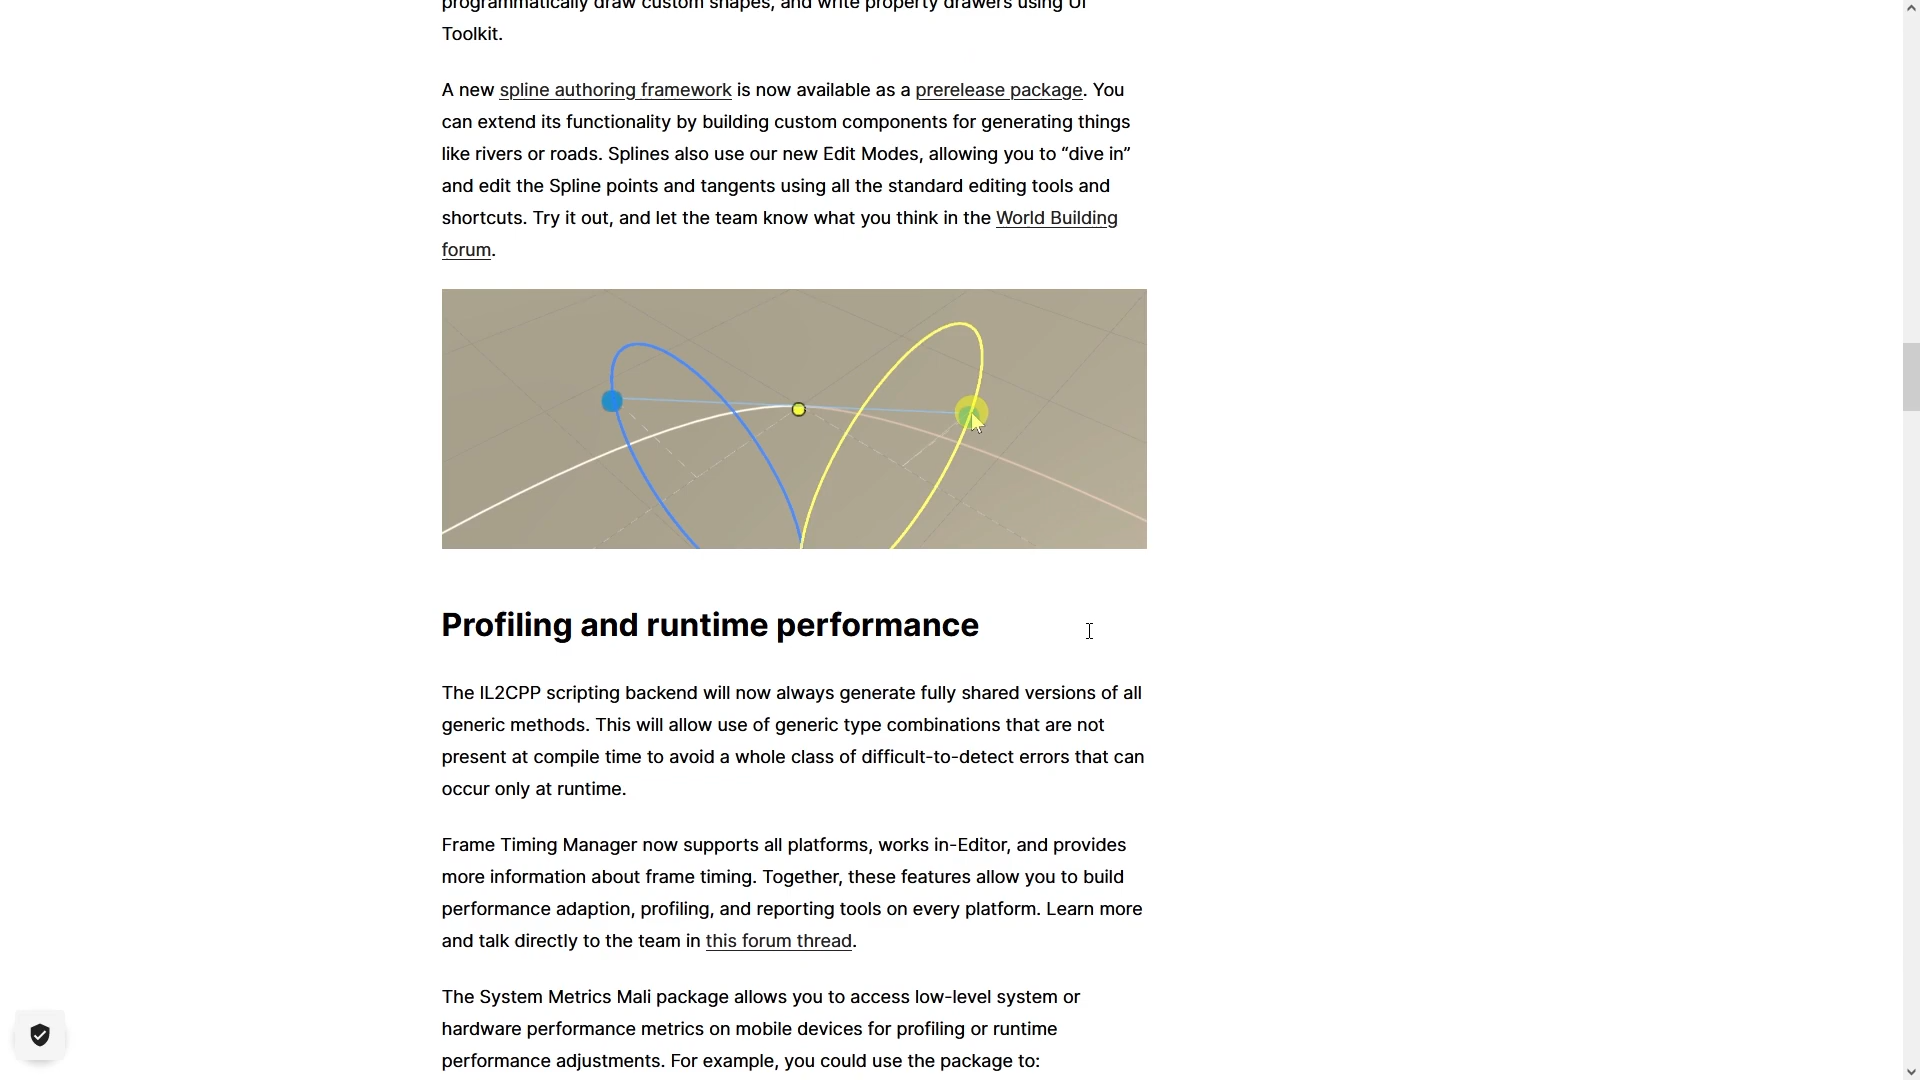 programmatically draw custom shapes, and write property drawers using UI
Toolkit.
A new spline authoring framework is now available as a prerelease package. You
can extend its functionality by building custom components for generating things
like rivers or roads. Splines also use our new Edit Modes, allowing you to “dive in”
and edit the Spline points and tangents using all the standard editing tools and
shortcuts. Try it out, and let the team know what you think in the World Building
forum.
Profiling and runtime performance
The IL2CPP scripting backend will now always generate fully shared versions of all
generic methods. This will allow use of generic type combinations that are not
present at compile time to avoid a whole class of difficult-to-detect errors that can
occur only at runtime.
Frame Timing Manager now supports all platforms, works in-Editor, and provides
more information about frame timing. Together, these features allow you to build
performance adaption, profiling, and reporting tools on every platform. Learn more
and talk directly to the team in this forum thread.
The System Metrics Mali package allows you to access low-level system or
hardware performance metrics on mobile devices for profiling or runtime
performance adjustments. For example, you could use the package to: